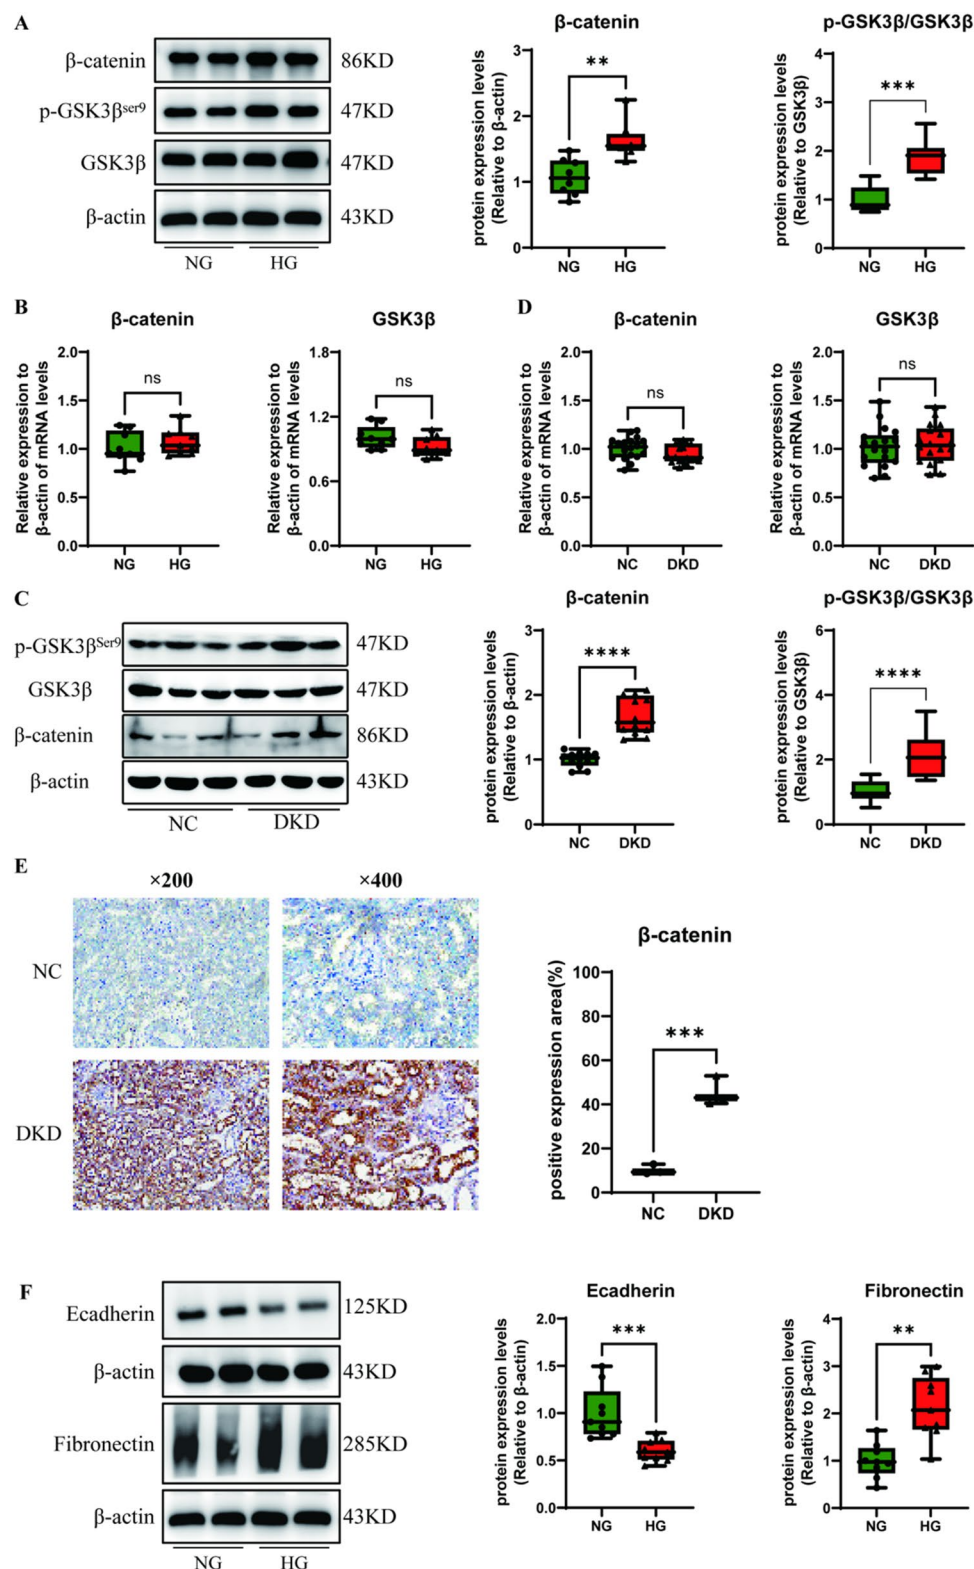 A
β-catenin
86KD
p-GSK3βser9
47KD
GSK3β
47KD
β-actin
43KD
NG
HG
β-catenin
protein expression levels
(Relative to β-actin)
3
2
1
0
**
NG
HG
p-GSK3β/GSK3β
protein expression levels
(Relative to GSK3β)
4
3
2
1
0
***
NG
HG
B
β-catenin
Relative expression to
β-actin of mRNA levels
2.0
1.5
1.0
0.5
0.0
ns
NG
HG
GSK3β
Relative expression to
β-actin of mRNA levels
1.8
1.2
0.6
0.0
ns
NG
HG
D
β-catenin
Relative expression to
β-actin of mRNA levels
2.0
1.5
1.0
0.5
0.0
ns
NC
DKD
GSK3β
Relative expression to
β-actin of mRNA levels
2.0
1.5
1.0
0.5
0.0
ns
NC
DKD
C
p-GSK3βSer9
47KD
GSK3β
47KD
β-catenin
86KD
β-actin
43KD
NC
DKD
β-catenin
protein expression levels
(Relative to β-actin)
3
2
1
0
****
NC
DKD
p-GSK3β/GSK3β
protein expression levels
(Relative to GSK3β)
6
4
2
0
****
NC
DKD
E
×200
×400
NC
DKD
β-catenin
positive expression area(%)
100
80
60
40
20
0
***
NC
DKD
F
Ecadherin
125KD
β-actin
43KD
Fibronectin
285KD
β-actin
43KD
NG
HG
Ecadherin
protein expression levels
(Relative to β-actin)
2.0
1.5
1.0
0.5
0.0
***
NG
HG
Fibronectin
protein expression levels
(Relative to β-actin)
4
3
2
1
0
**
NG
HG